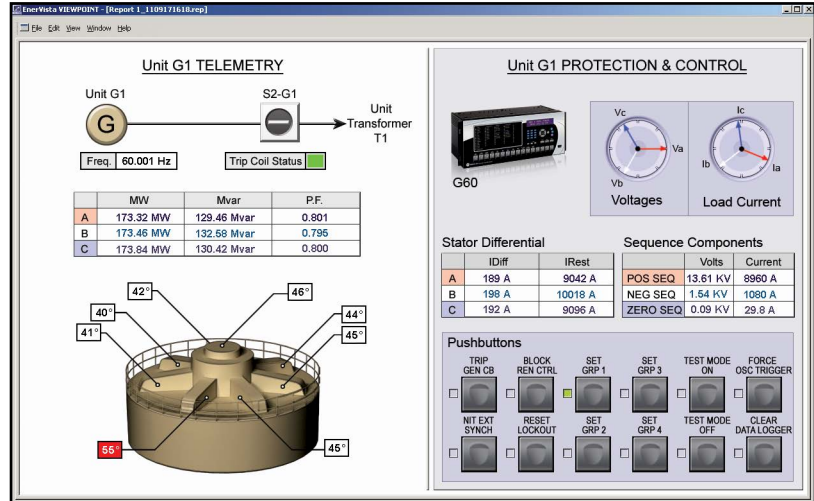 EnerVista VIEWPOINT - [Report 1_1109171618.rep]
File Edit View Window Help
Unit G1 TELEMETRY
Unit G1
S2-G1
G
Unit
Transformer
T1
Freq. 60.001 Hz
Trip Coil Status
MW Mvar P.F.
A 173.32 MW 129.46 Mvar 0.801
B 173.46 MW 132.58 Mvar 0.795
C 173.84 MW 130.42 Mvar 0.800
42°
46°
40°
44°
41°
45°
55°
45°
Unit G1 PROTECTION & CONTROL
G60
Vc
Va
Vb
Voltages
Ic
Ib
Ia
Load Current
Stator Differential
IDiff IRest
A 189 A 9042 A
B 198 A 10018 A
C 192 A 9096 A
Sequence Components
Volts Current
POS SEQ 13.61 KV 8960 A
NEG SEQ 1.54 KV 1080 A
ZERO SEQ 0.09 KV 29.8 A
Pushbuttons
TRIP
GEN CB
BLOCK
REN CTRL
SET
GRP 1
SET
GRP 3
TEST MODE
ON
FORCE
OSC TRIGGER
NIT EXT
SYNCH
RESET
LOCKOUT
SET
GRP 2
SET
GRP 4
TEST MODE
OFF
CLEAR
DATA LOGGER